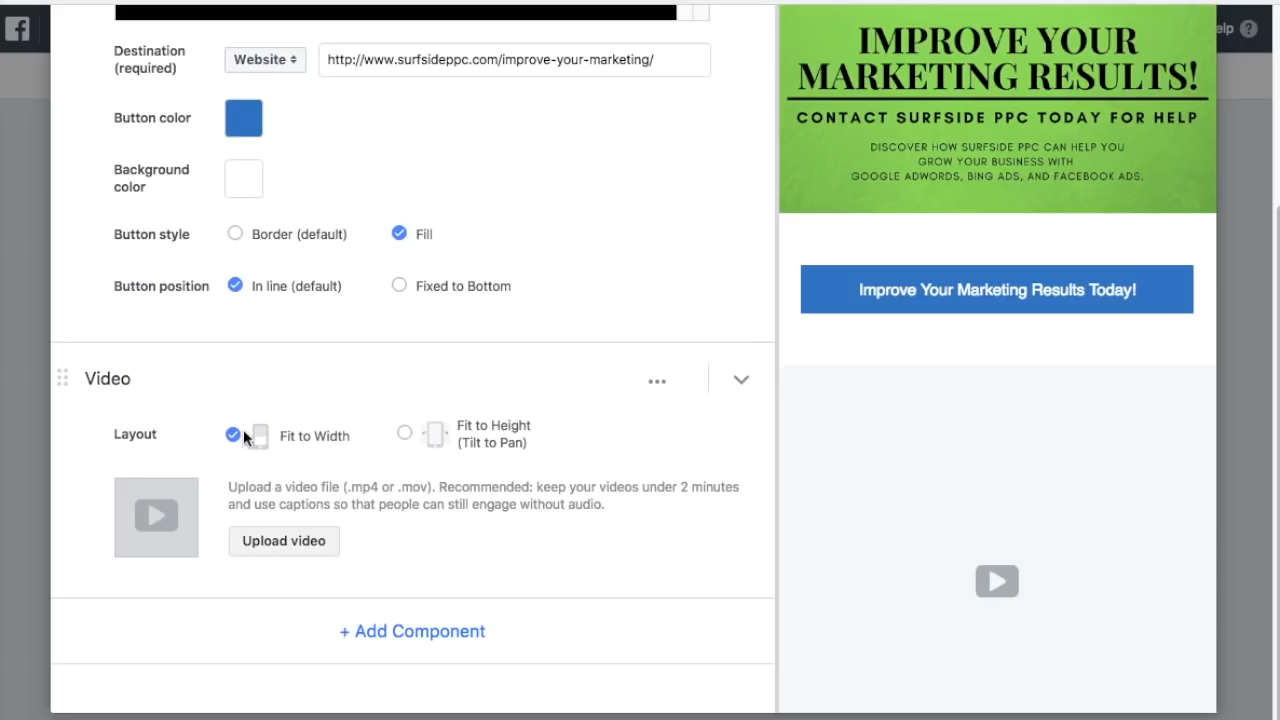 elp
Destination
(required)
Website
http://www.surfsideppc.com/improve-your-marketing/
Button color
Background
color
Button style
Border (default)
Fill
Button position
In line (default)
Fixed to Bottom
Video
Layout
Fit to Width
Fit to Height
(Tilt to Pan)
Upload a video file (.mp4 or .mov). Recommended: keep your videos under 2 minutes
and use captions so that people can still engage without audio.
Upload video
+ Add Component
IMPROVE YOUR
MARKETING RESULTS!
CONTACT SURFSIDE PPC TODAY FOR HELP
DISCOVER HOW SURFSIDE PPC CAN HELP YOU
GROW YOUR BUSINESS WITH
GOOGLE ADWORDS, BING ADS, AND FACEBOOK ADS.
Improve Your Marketing Results Today!